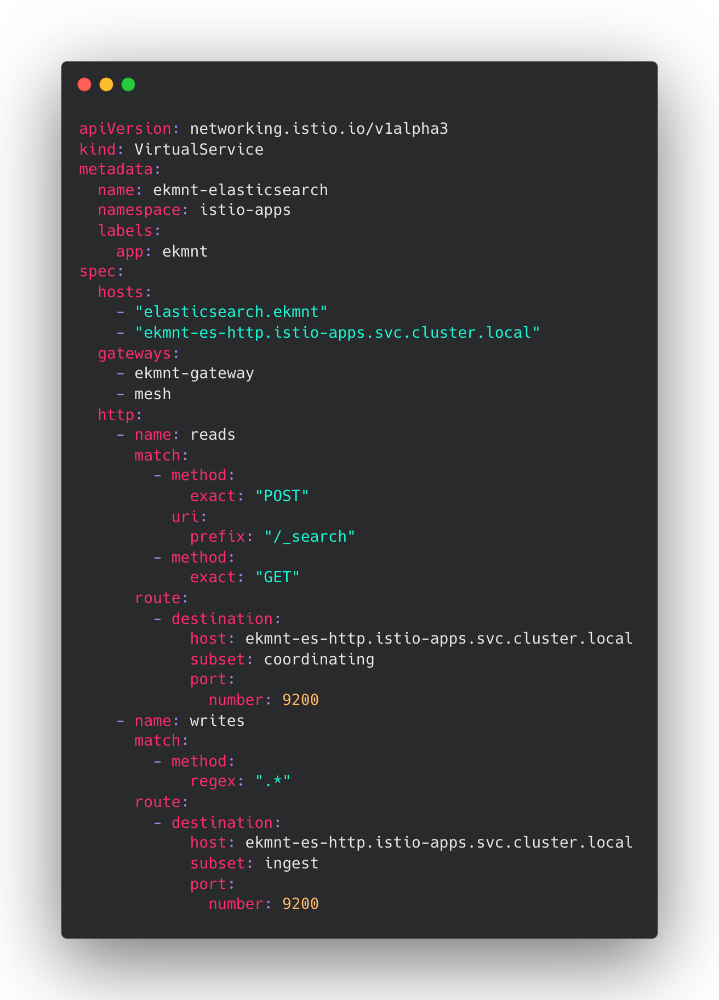 apiVersion: networking.istio.io/v1alpha3
kind: VirtualService
metadata:
  name: ekmnt-elasticsearch
  namespace: istio-apps
  labels:
    app: ekmnt
spec:
  hosts:
    - "elasticsearch.ekmnt"
    - "ekmnt-es-http.istio-apps.svc.cluster.local"
  gateways:
    - ekmnt-gateway
    - mesh
  http:
    - name: reads
      match:
        - method:
            exact: "POST"
          uri:
            prefix: "/_search"
        - method:
            exact: "GET"
      route:
        - destination:
            host: ekmnt-es-http.istio-apps.svc.cluster.local
            subset: coordinating
            port:
              number: 9200
    - name: writes
      match:
        - method:
            regex: ".*"
      route:
        - destination:
            host: ekmnt-es-http.istio-apps.svc.cluster.local
            subset: ingest
            port:
              number: 9200